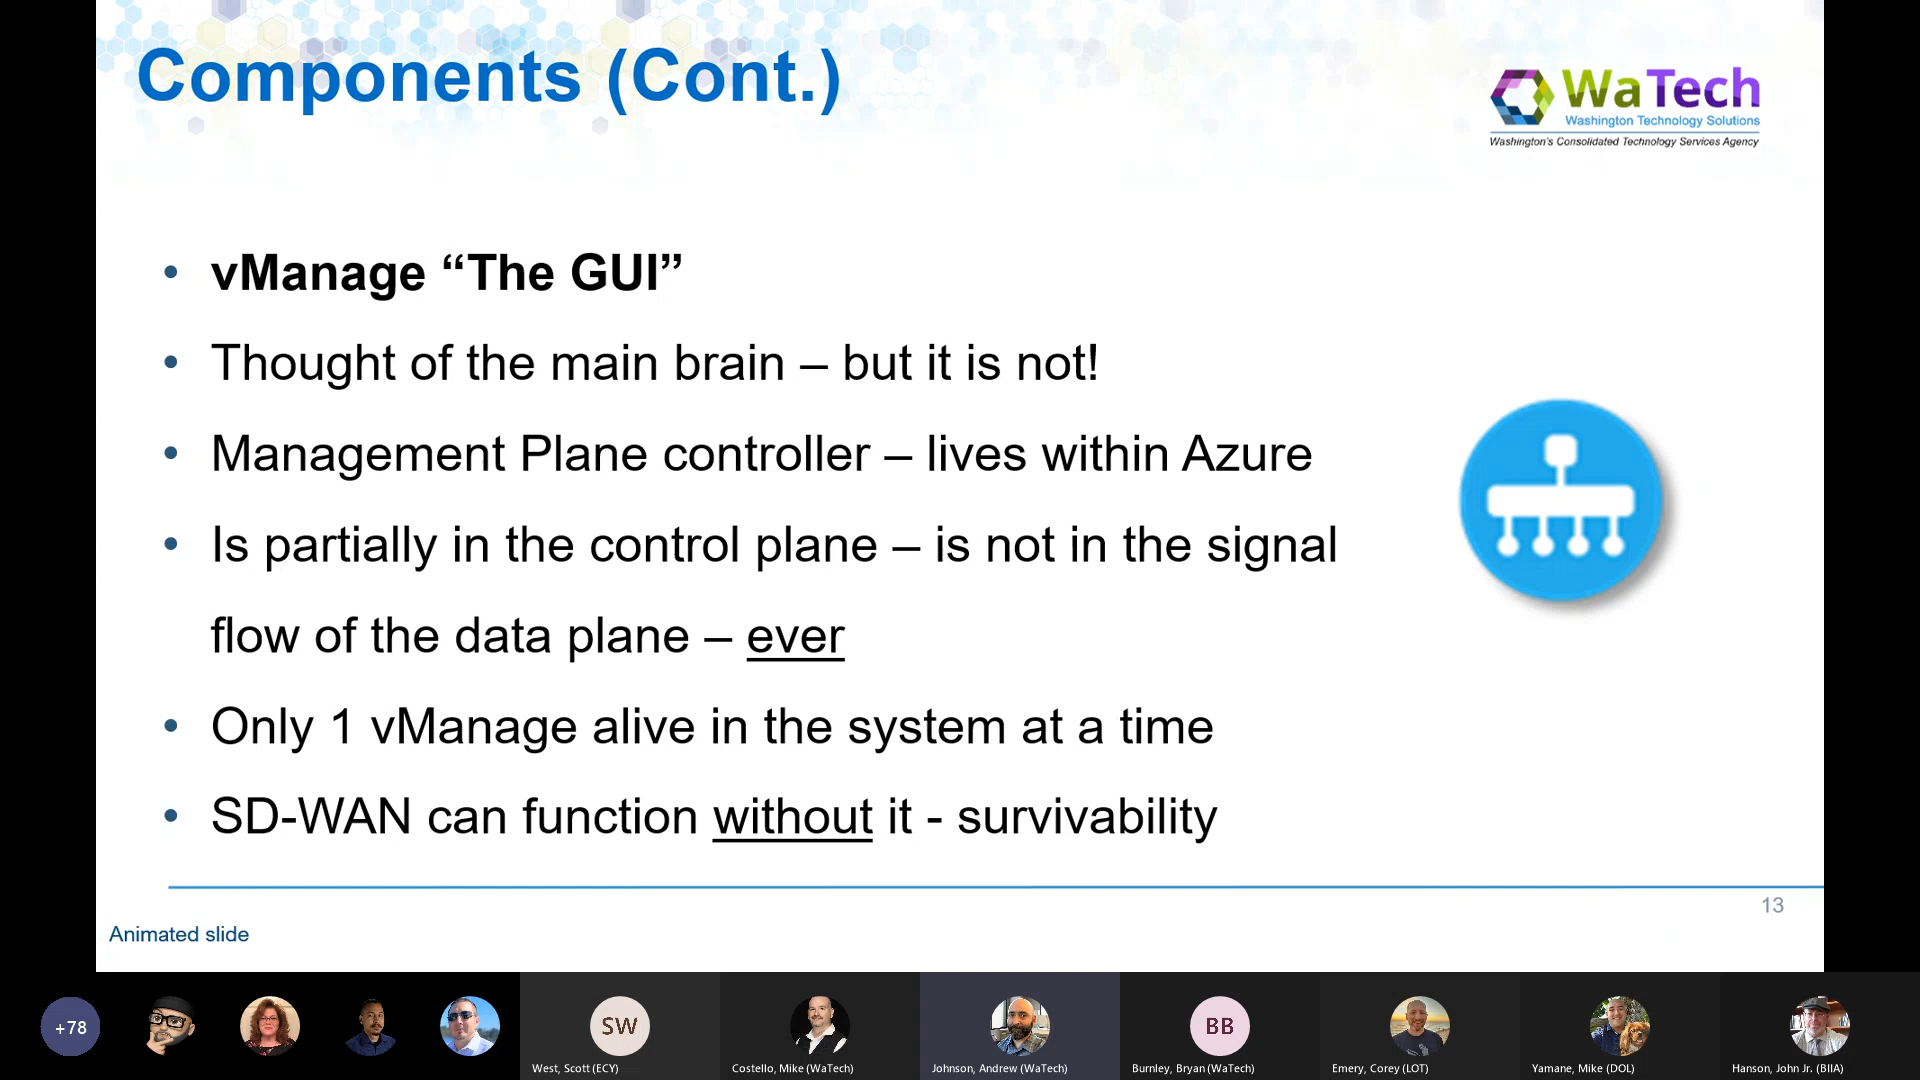 Components (Cont.)
WaTech
Washington Technology Solutions
Washington's Consolidated Technology Services Agency
• vManage “The GUI”
• Thought of the main brain – but it is not!
• Management Plane controller – lives within Azure
• Is partially in the control plane – is not in the signal
flow of the data plane – ever
• Only 1 vManage alive in the system at a time
• SD-WAN can function without it - survivability
13
Animated slide
+78
SW
BB
West, Scott (ECY)
Costello, Mike (WaTech)
Johnson, Andrew (WaTech)
Burnley, Bryan (WaTech)
Emery, Corey (LOT)
Yamane, Mike (DOL)
Hanson, John Jr. (BIIA)